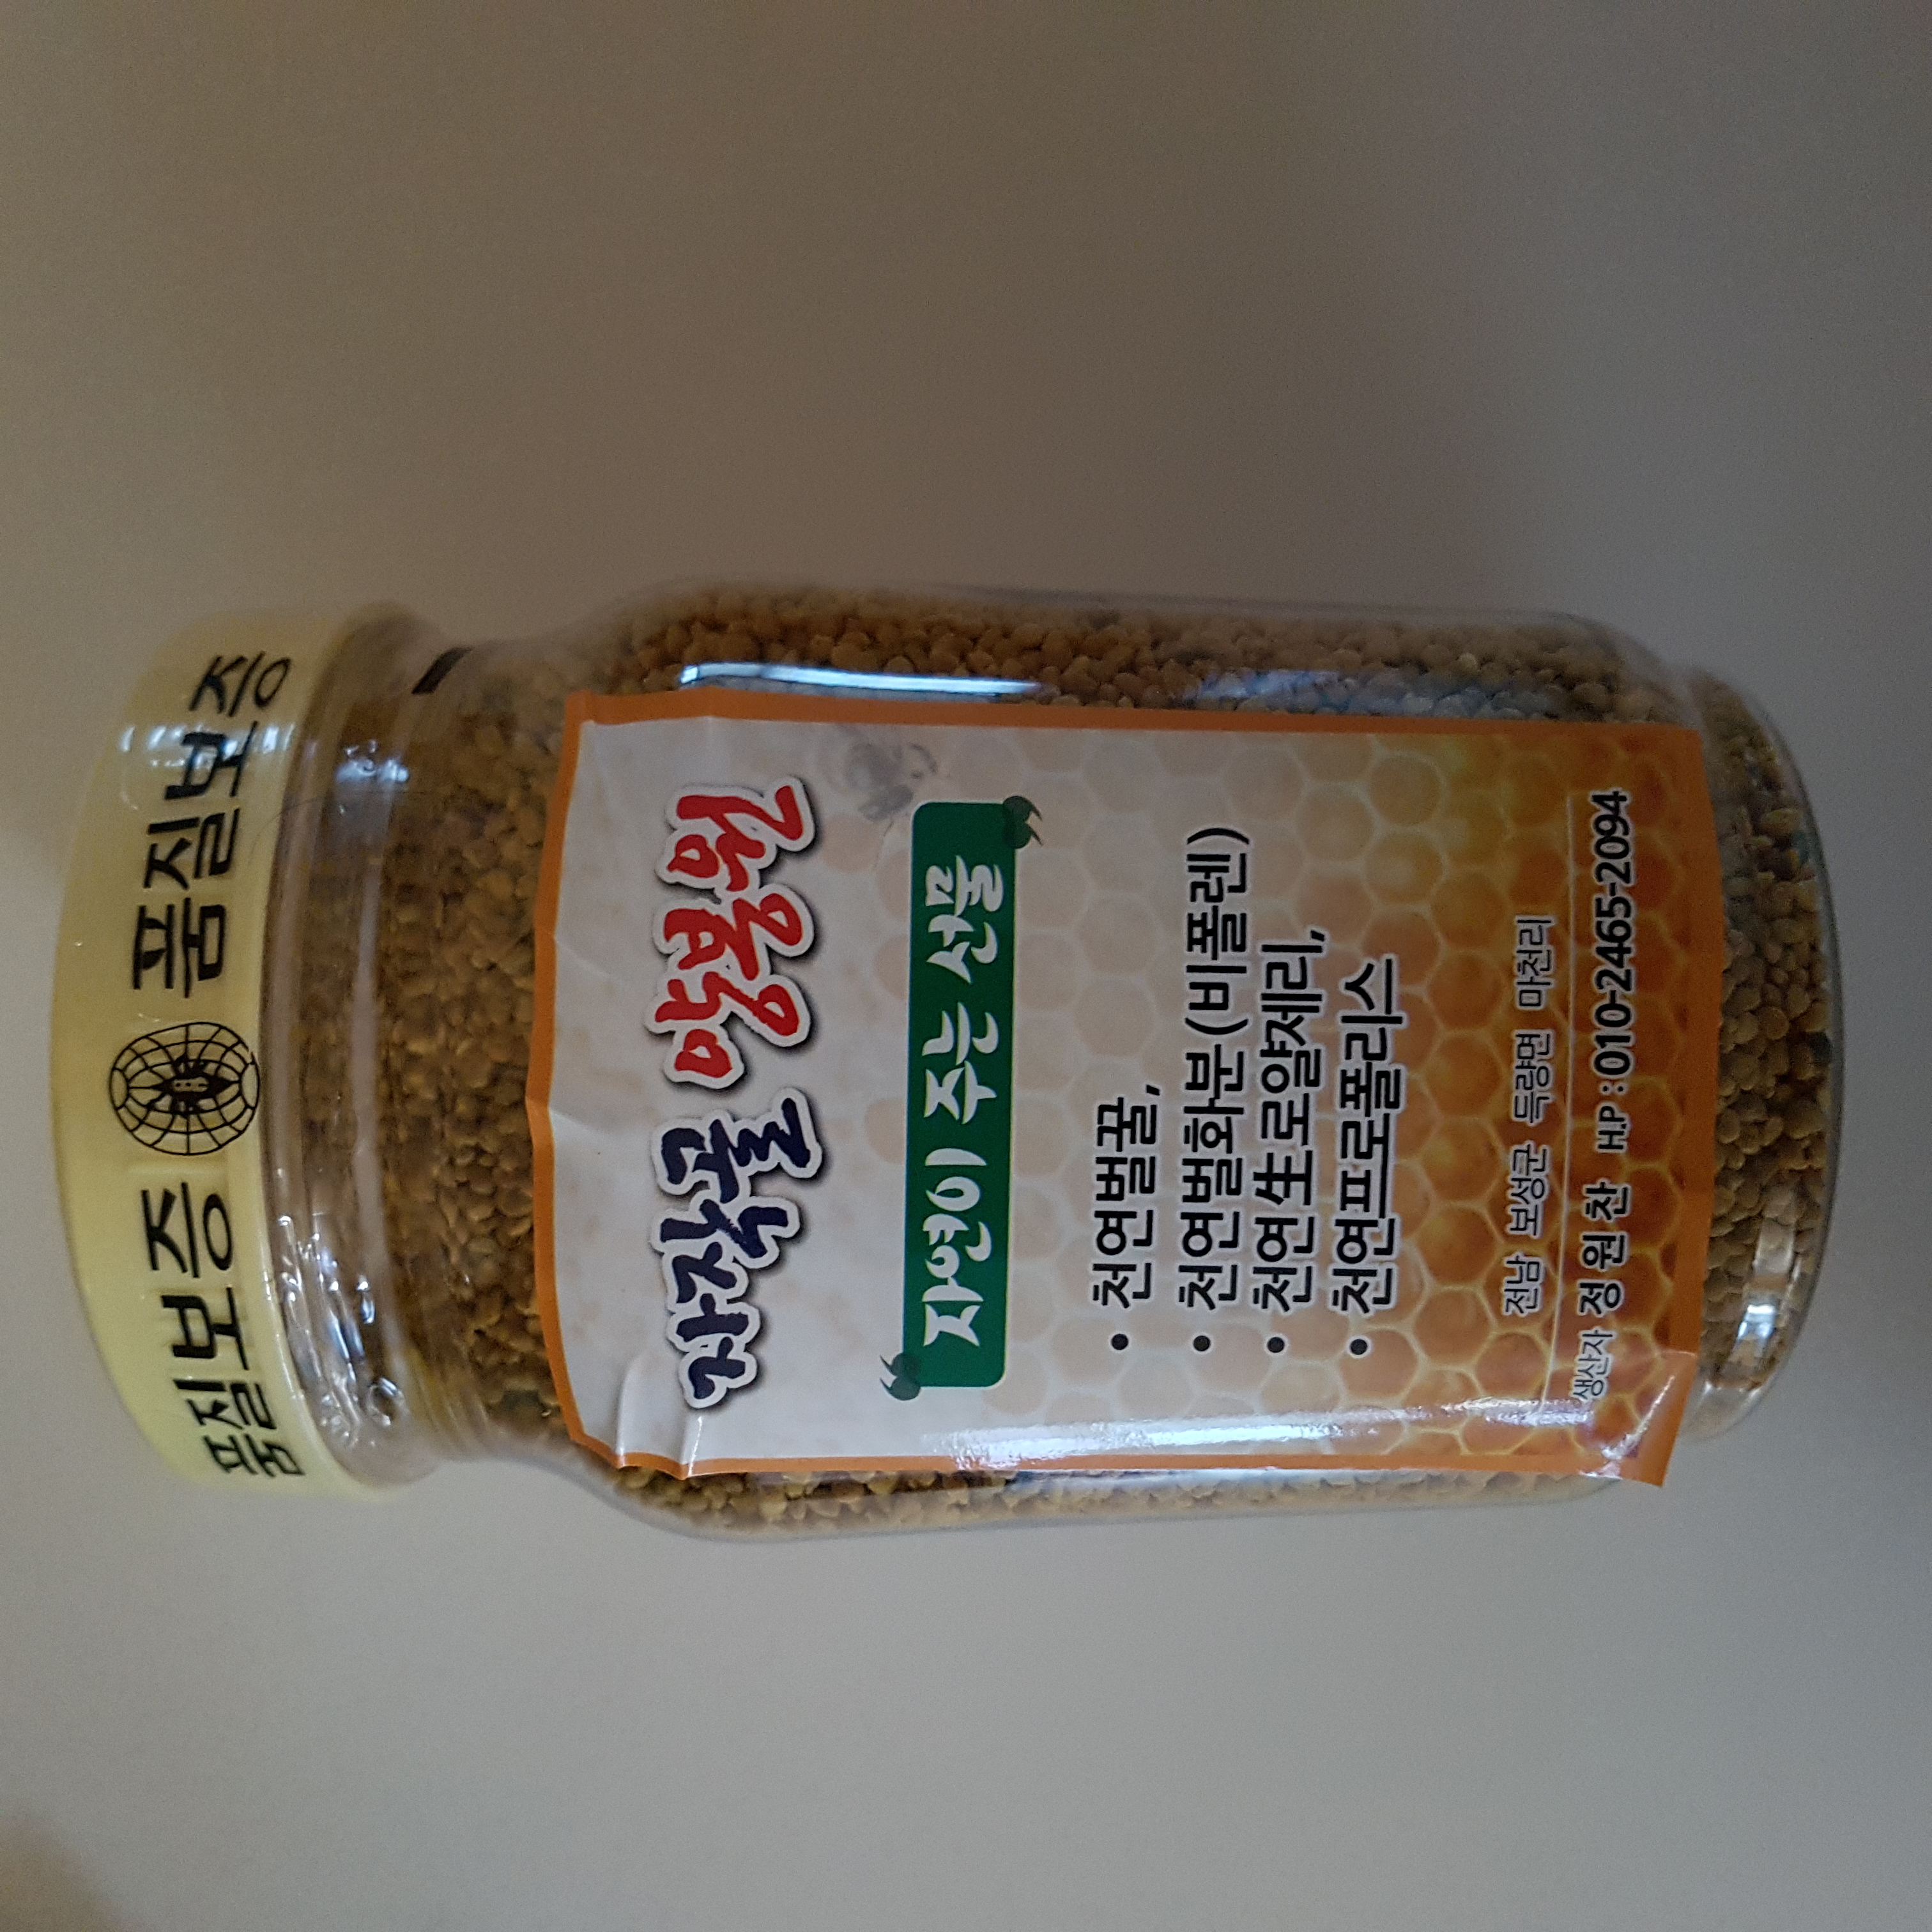 품질보증 품질보증
갓자골 양봉원
자연이 주는 선물
• 천연벌꿀,
• 천연벌화분(비폴렌)
• 천연生로얄제리,
• 천연프로폴리스
전남 보성군 득량면 마천리
생산자 정원찬 H.P : 010-2465-2094